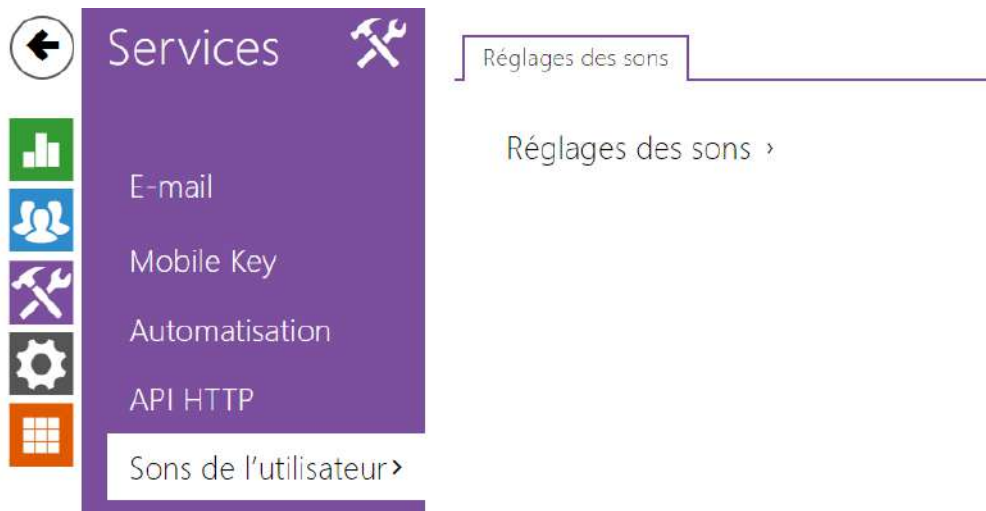 Services
E-mail
Mobile Key
Automatisation
API HTTP
Sons de l'utilisateur
Réglages des sons
Réglages des sons